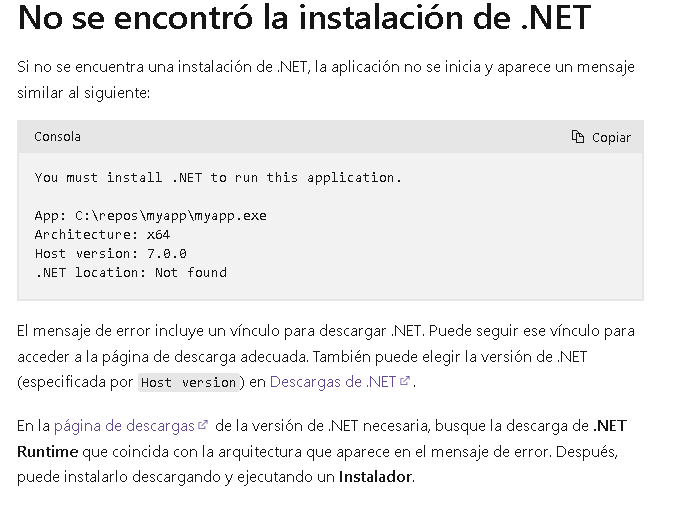 No se encontró la instalación de .NET
Si no se encuentra una instalación de .NET, la aplicación no se inicia y aparece un mensaje
similar al siguiente:
Consola
Copiar
You must install .NET to run this application.
App: C:\repos\myapp\myapp.exe
Architecture: x64
Host version: 7.0.0
.NET location: Not found
El mensaje de error incluye un vínculo para descargar .NET. Puede seguir ese vínculo para
acceder a la página de descarga adecuada. También puede elegir la versión de .NET
(especificada por Host version) en Descargas de .NET.
En la página de descargas de la versión de .NET necesaria, busque la descarga de .NET
Runtime que coincida con la arquitectura que aparece en el mensaje de error. Después,
puede instalarlo descargando y ejecutando un Instalador.